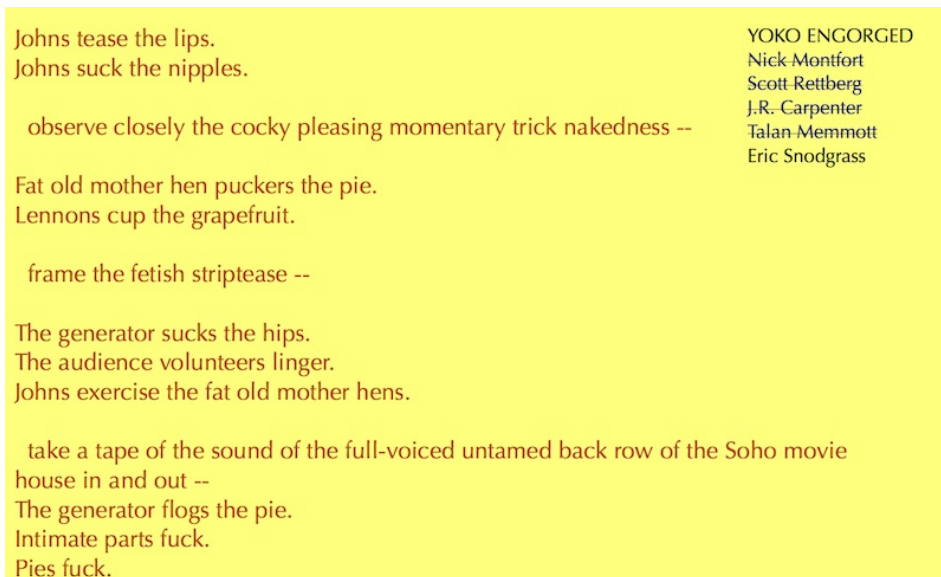 Johns tease the lips.
Johns suck the nipples.
observe closely the cocky pleasing momentary trick nakedness --
Fat old mother hen puckers the pie.
Lennons cup the grapefruit.
frame the fetish striptease --
The generator sucks the hips.
The audience volunteers linger.
Johns exercise the fat old mother hens.
take a tape of the sound of the full-voiced untamed back row of the Soho movie
house in and out --
The generator flogs the pie.
Intimate parts fuck.
Pies fuck.
YOKO ENGORGED
Nick Montfort
Scott Rettberg
J.R. Carpenter
Talan Memmott
Eric Snodgrass